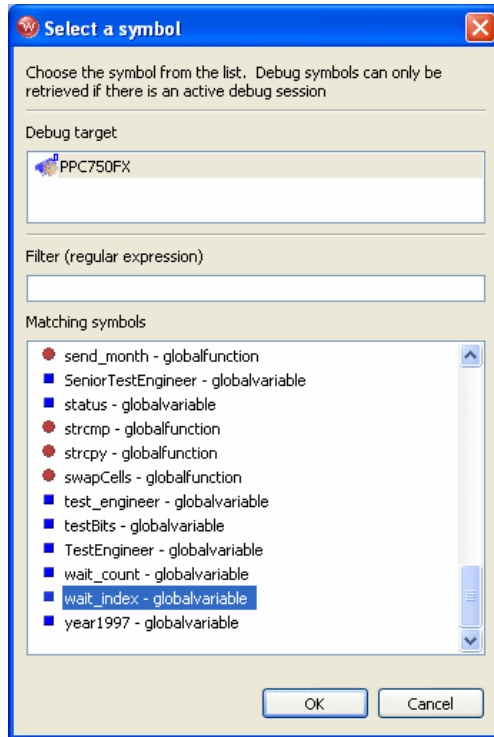 Select a symbol
Choose the symbol from the list. Debug symbols can only be
retrieved if there is an active debug session
Debug target
PPC750FX
Filter (regular expression)
Matching symbols
send_month - globalfunction
SeniorTestEngineer - globalvariable
status - globalvariable
strcmp - globalfunction
strcpy - globalfunction
swapCells - globalfunction
test_engineer - globalvariable
testBits - globalvariable
TestEngineer - globalvariable
wait_count - globalvariable
wait_index - globalvariable
year1997 - globalvariable
OK
Cancel